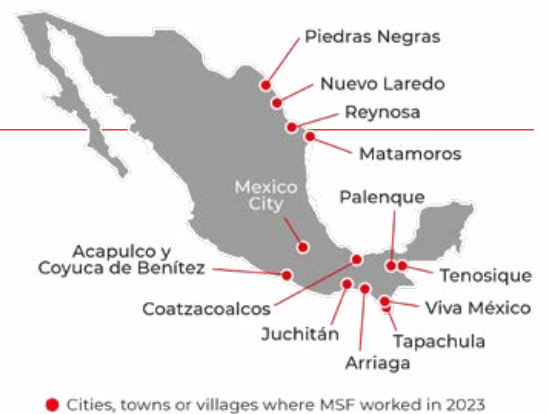 Piedras Negras
Nuevo Laredo
Reynosa
Matamoros
Mexico
City
Palenque
Acapulco y
Coyuca de Benítez
Tenosique
Coatzacoalcos
Viva México
Juchitán
Tapachula
Arriaga
Cities, towns or villages where MSF worked in 2023